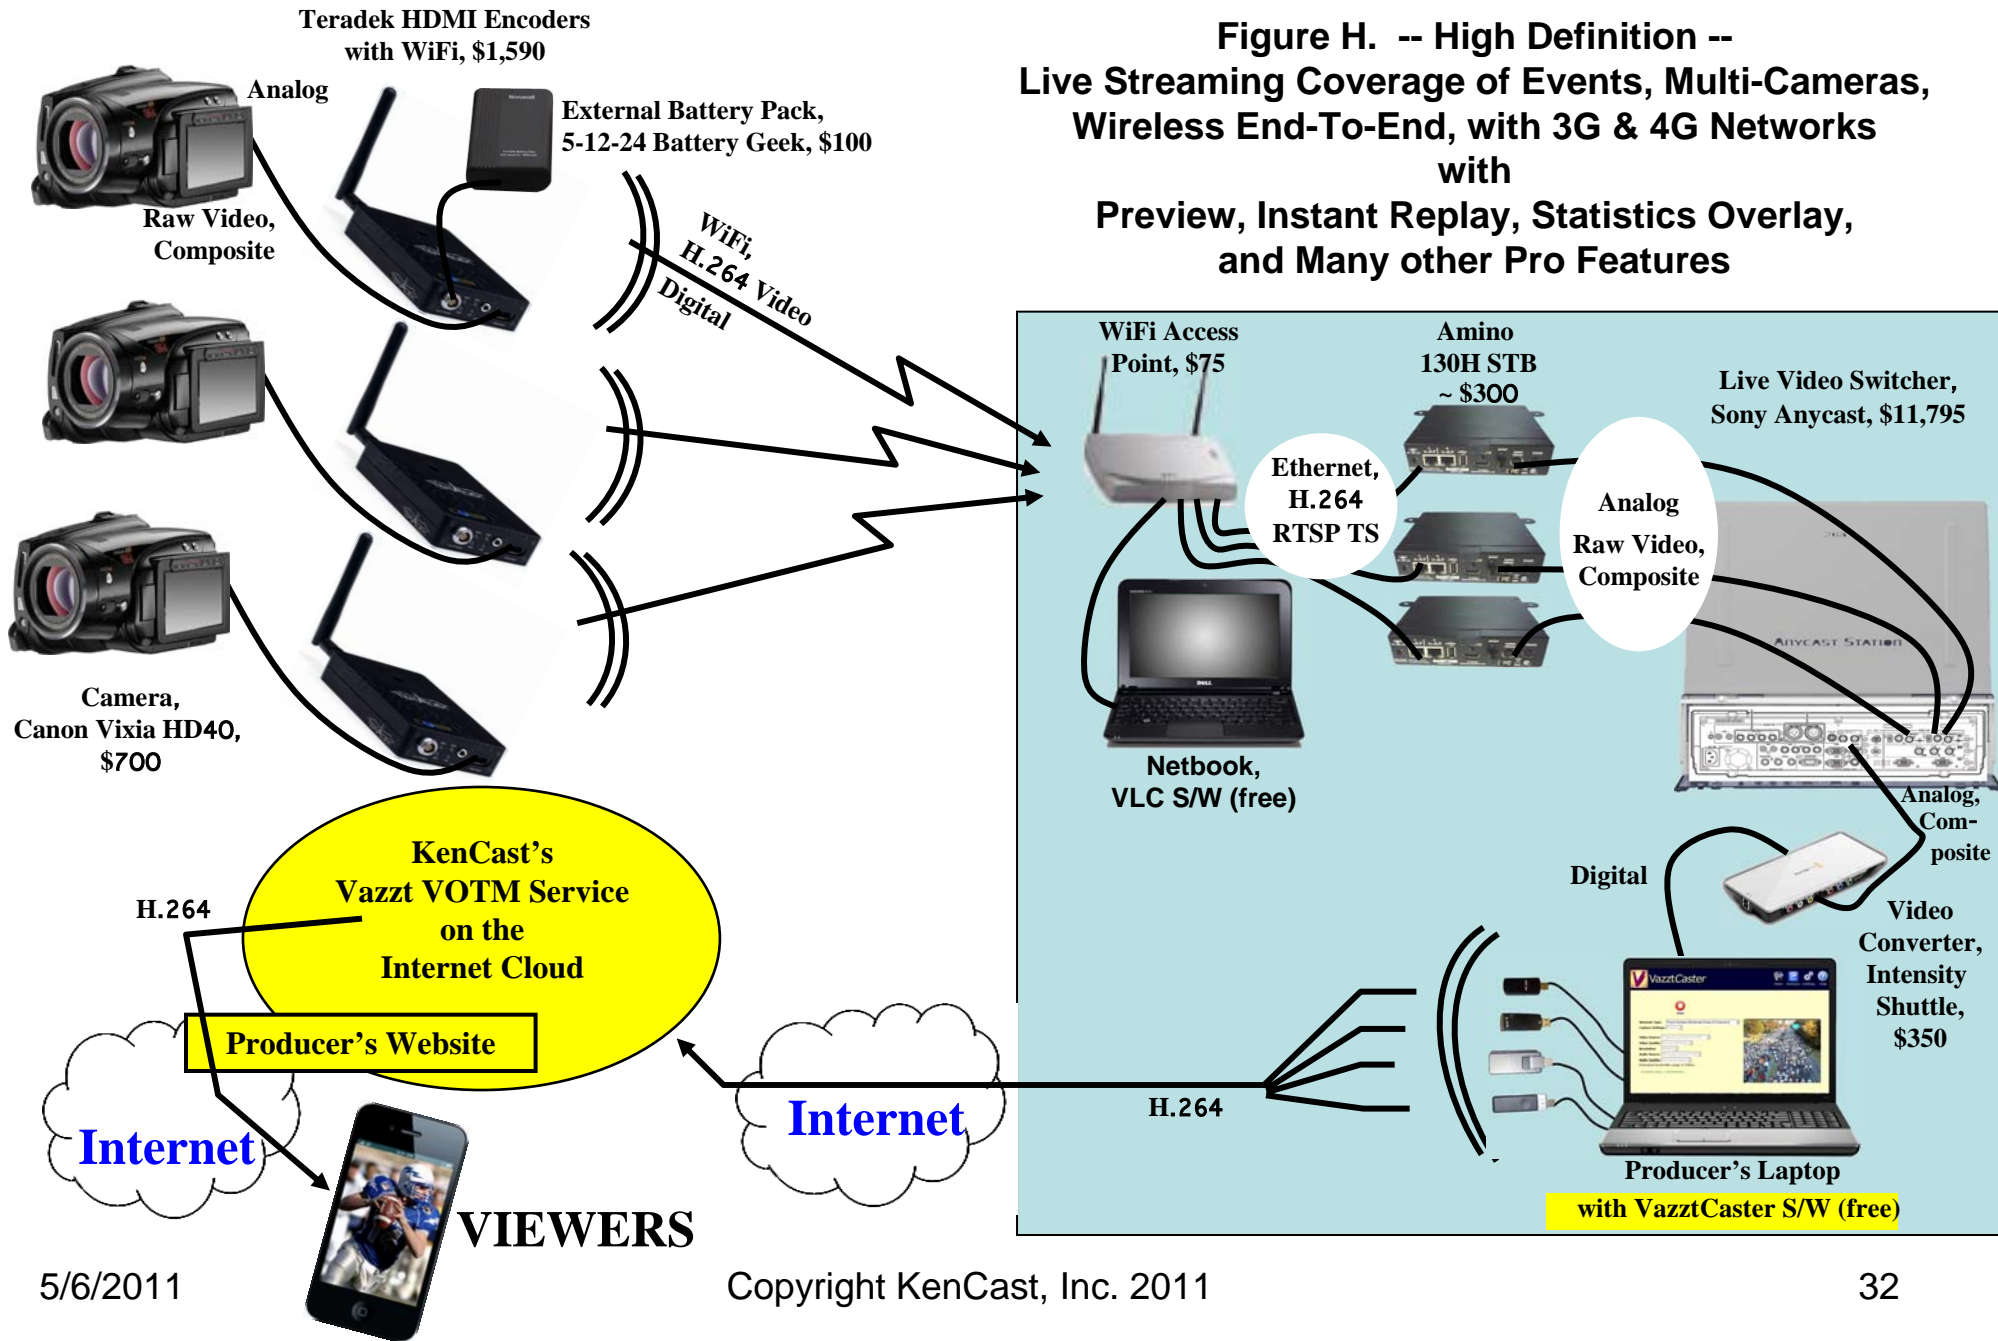 Teradek HDMI Encoders
with WiFi, $1,590
Analog
External Battery Pack,
5-12-24 Battery Geek, $100
Raw Video,
Composite
WiFi,
H.264 Video
Digital
Figure H.  -- High Definition --
Live Streaming Coverage of Events, Multi-Cameras,
Wireless End-To-End, with 3G & 4G Networks
with
Preview, Instant Replay, Statistics Overlay,
and Many other Pro Features
WiFi Access
Point, $75
Amino
130H STB
~ $300
Live Video Switcher,
Sony Anycast, $11,795
Ethernet,
H.264
RTSP TS
Analog
Raw Video,
Composite
ANYCAST STATION
DELL
Netbook,
VLC S/W (free)
Camera,
Canon Vixia HD40,
$700
Analog,
Com-
posite
Digital
Video
Converter,
Intensity
Shuttle,
$350
VazztCaster
Producer's Laptop
with VazztCaster S/W (free)
H.264
Internet
KenCast's
Vazzt VOTM Service
on the
Internet Cloud
H.264
Producer's Website
Internet
VIEWERS
5/6/2011
Copyright KenCast, Inc. 2011
32